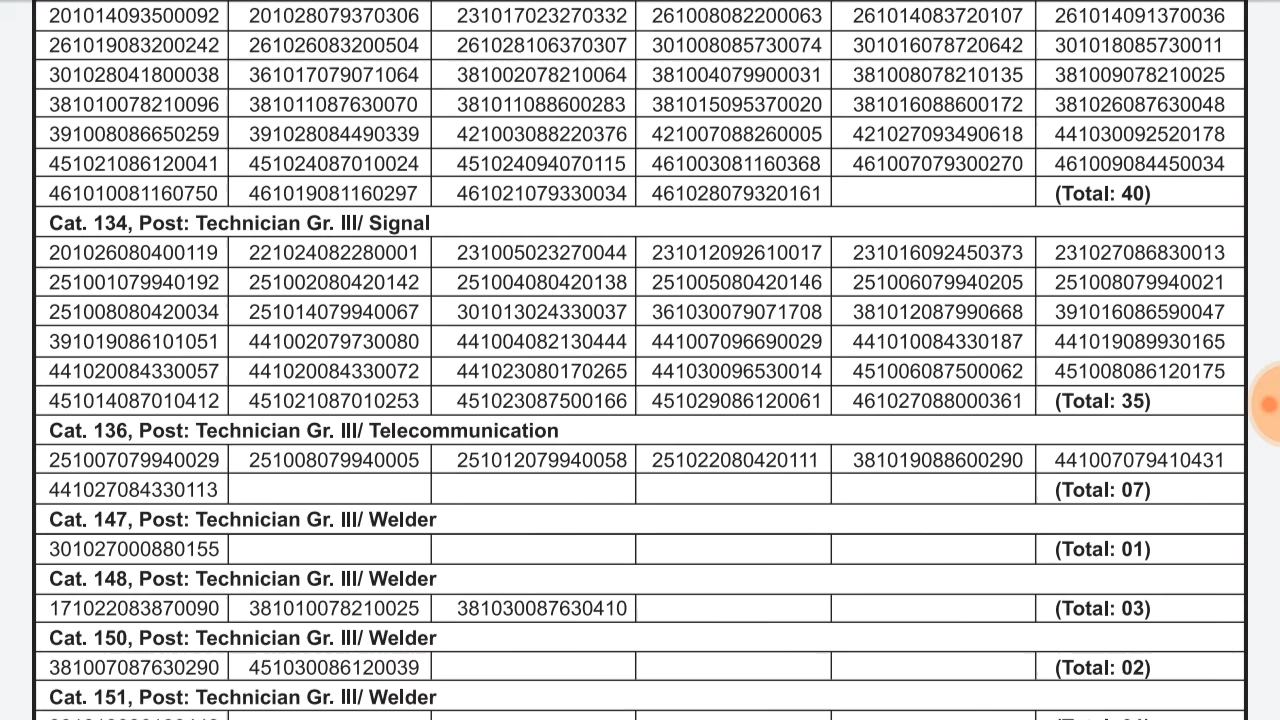 201014093500092 201028079370306 231017023270332 261008082200063 261014083720107 261014091370036
261019083200242 261026083200504 261028106370307 301008085730074 301016078720642 301018085730011
301028041800038 361017079071064 381002078210064 381004079900031 381008078210135 381009078210025
381010078210096 381011087630070 381011088600283 381015095370020 381016088600172 381026087630048
391008086650259 391028084490339 421003088220376 421007088260005 421027093490618 441030092520178
451021086120041 451024087010024 451024094070115 461003081160368 461007079300270 461009084450034
461010081160750 461019081160297 461021079330034 461028079320161 (Total: 40)
Cat. 134, Post: Technician Gr. III/ Signal
201026080400119 221024082280001 231005023270044 231012092610017 231016092450373 231027086830013
251001079940192 251002080420142 251004080420138 251005080420146 251006079940205 251008079940021
251008080420034 251014079940067 301013024330037 361030079071708 381012087990668 391016086590047
391019086101051 441002079730080 441004082130444 441007096690029 441010084330187 441019089930165
441020084330057 441020084330072 441023080170265 441030096530014 451006087500062 451008086120175
451014087010412 451021087010253 451023087500166 451029086120061 461027088000361 (Total: 35)
Cat. 136, Post: Technician Gr. III/ Telecommunication
251007079940029 251008079940005 251012079940058 251022080420111 381019088600290 441007079410431
441027084330113 (Total: 07)
Cat. 147, Post: Technician Gr. III/ Welder
301027000880155 (Total: 01)
Cat. 148, Post: Technician Gr. III/ Welder
171022083870090 381010078210025 381030087630410 (Total: 03)
Cat. 150, Post: Technician Gr. III/ Welder
381007087630290 451030086120039 (Total: 02)
Cat. 151, Post: Technician Gr. III/ Welder